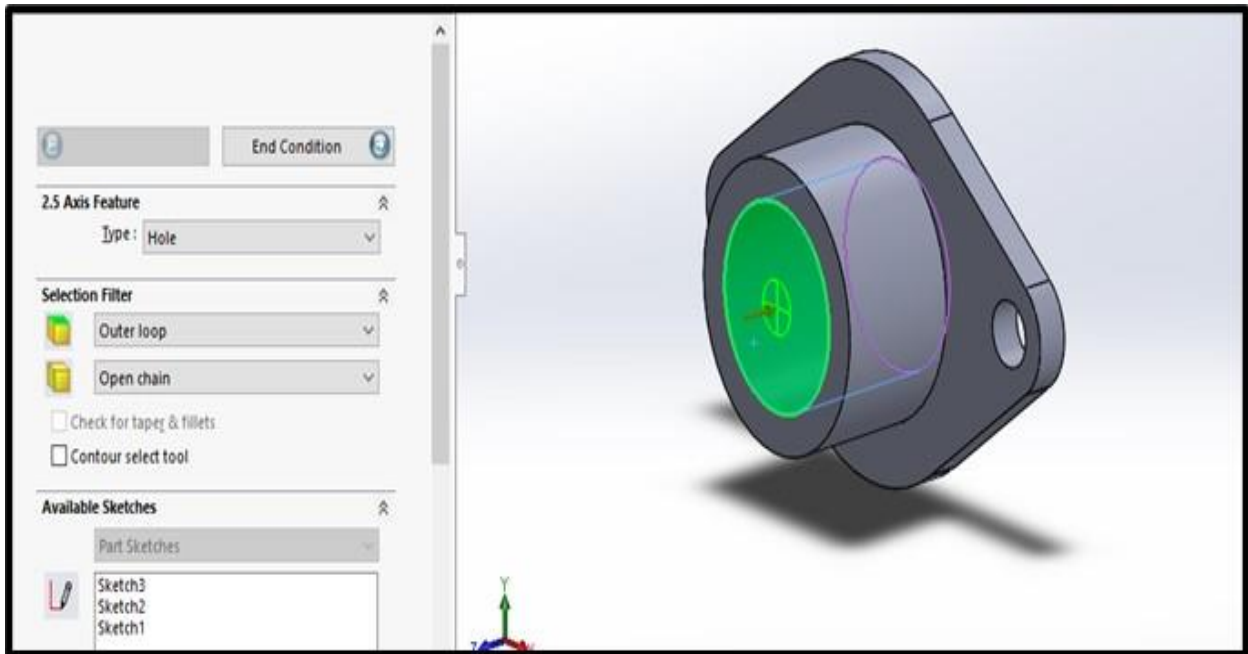 End Condition
2.5 Axis Feature
Type : Hole
Selection Filter
Outer loop
Open chain
Check for taper & fillets
Contour select tool
Available Sketches
Part Sketches
Sketch3
Sketch2
Sketch1
Y
Z